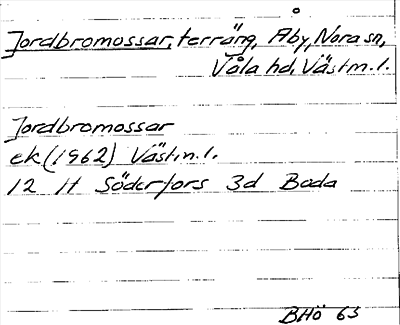 Jordbromossar, terräng, Åby, Nora sn,
Våla hd, Västm. l.
Jordbromossar
ek (1962) Västm. l.
12 H Söderfors 3d Boda
BHö 63